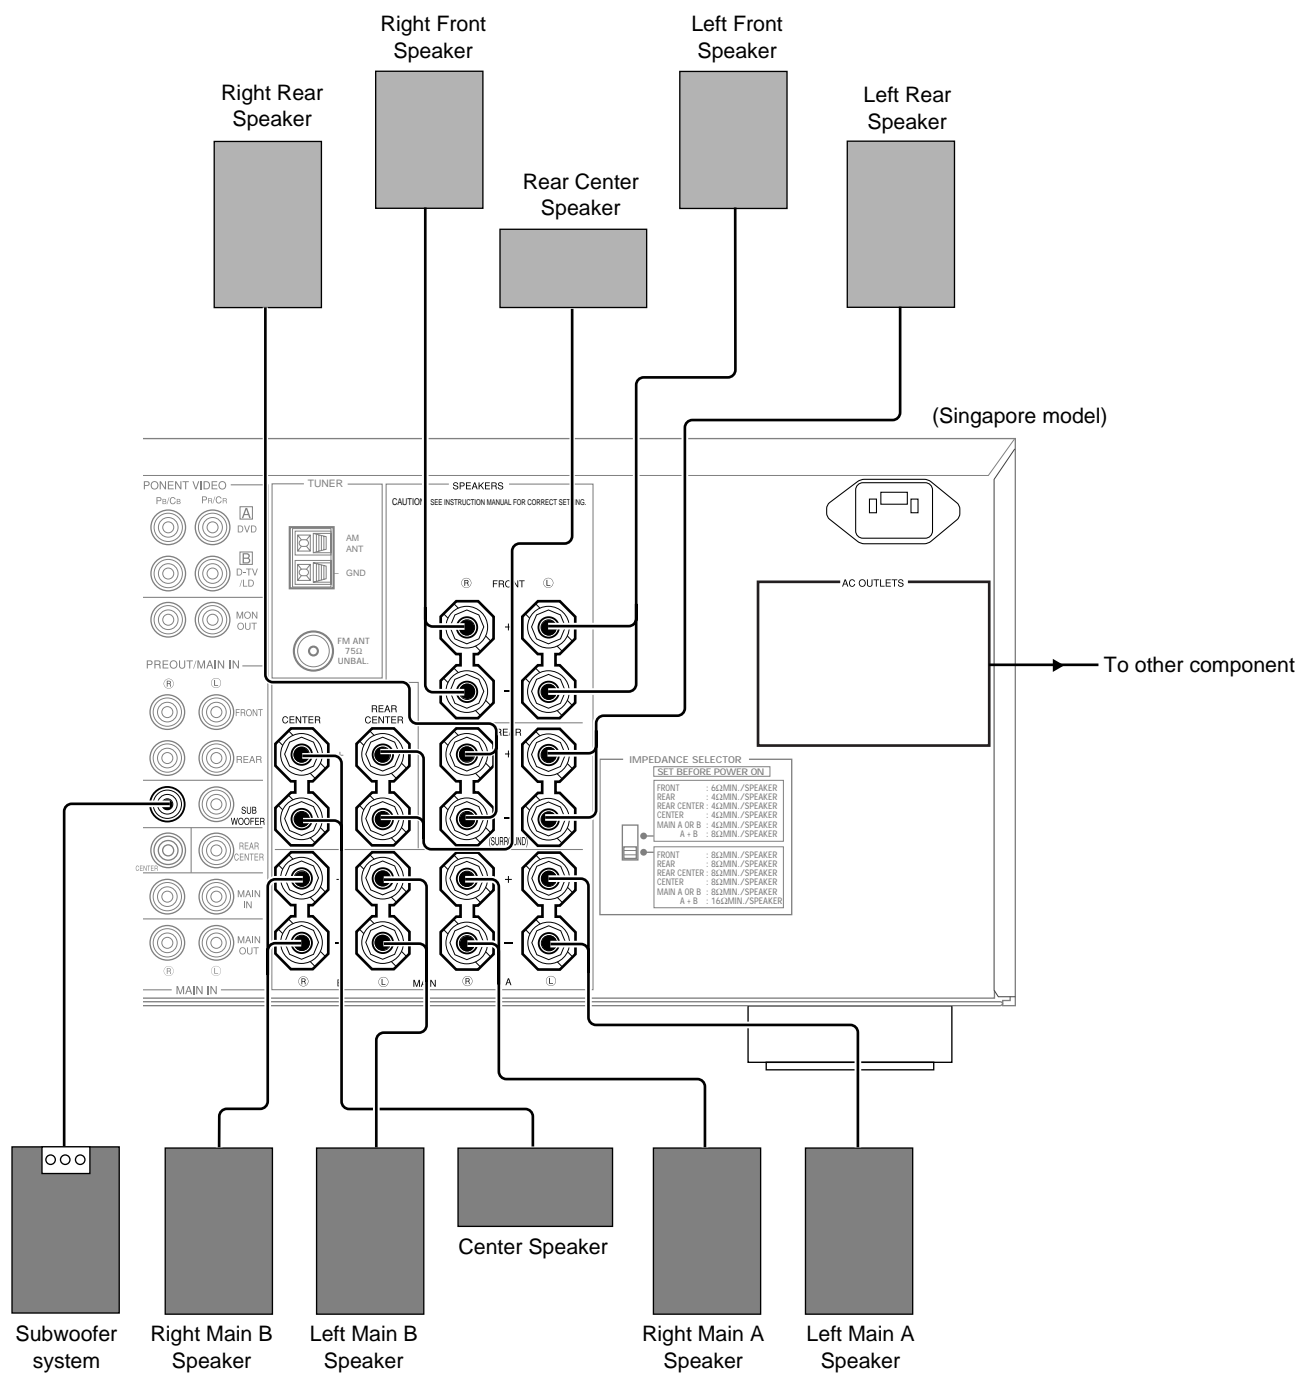 Right Front
Speaker
Left Front
Speaker
Right Rear
Speaker
Left Rear
Speaker
Rear Center
Speaker
(Singapore model)
PONENT VIDEO
PB/CB
PR/CR
A
DVD
B
D-TV
/LD
MON
OUT
TUNER
AM
ANT
GND
FM ANT
75Ω
UNBAL.
SPEAKERS
CAUTION SEE INSTRUCTION MANUAL FOR CORRECT SETTING.
R FRONT L
+
-
AC OUTLETS
To other component
PREOUT/MAIN IN
R L
FRONT
REAR
SUB
WOOFER
CENTER
REAR
CENTER
MAIN
IN
MAIN
OUT
R L
MAIN IN
CENTER
REAR
CENTER
REAR
+
-
(SURROUND)
+
-
R L MAIN R A L
IMPEDANCE SELECTOR
SET BEFORE POWER ON
FRONT : 6ΩMIN./SPEAKER
REAR : 4ΩMIN./SPEAKER
REAR CENTER : 4ΩMIN./SPEAKER
CENTER : 4ΩMIN./SPEAKER
MAIN A OR B : 4ΩMIN./SPEAKER
A + B : 8ΩMIN./SPEAKER
FRONT : 8ΩMIN./SPEAKER
REAR : 8ΩMIN./SPEAKER
REAR CENTER : 8ΩMIN./SPEAKER
CENTER : 8ΩMIN./SPEAKER
MAIN A OR B : 8ΩMIN./SPEAKER
A + B : 16ΩMIN./SPEAKER
Center Speaker
Subwoofer
system
Right Main B
Speaker
Left Main B
Speaker
Right Main A
Speaker
Left Main A
Speaker